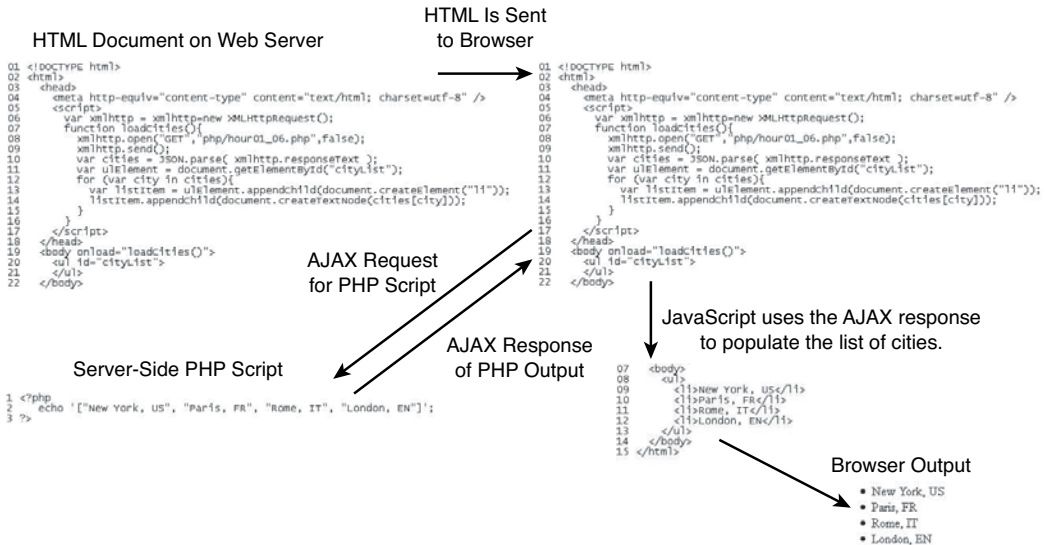 HTML Is Sent
to Browser
HTML Document on Web Server
01 <!DOCTYPE html>
02 <html>
03 <head>
04 <meta http-equiv="content-type" content="text/html; charset=utf-8" />
05 <script>
06 var xmlhttp = xmlhttp=new XMLHttpRequest();
07 function loadCities(){
08 xmlhttp.open("GET","php/hour01_06.php",false);
09 xmlhttp.send();
10 var cities = JSON.parse( xmlhttp.responseText );
11 var ulElement = document.getElementById("cityList");
12 for (var city in cities){
13 var listItem = ulElement.appendChild(document.createElement("li"));
14 listItem.appendChild(document.createTextNode(cities[city]));
15 }
16 }
17 </script>
18 </head>
19 <body onload="loadCities()">
20 <ul id="cityList">
21 </ul>
22 </body>
01 <!DOCTYPE html>
02 <html>
03 <head>
04 <meta http-equiv="content-type" content="text/html; charset=utf-8" />
05 <script>
06 var xmlhttp = xmlhttp=new XMLHttpRequest();
07 function loadCities(){
08 xmlhttp.open("GET","php/hour01_06.php",false);
09 xmlhttp.send();
10 var cities = JSON.parse( xmlhttp.responseText );
11 var ulElement = document.getElementById("cityList");
12 for (var city in cities){
13 var listItem = ulElement.appendChild(document.createElement("li"));
14 listItem.appendChild(document.createTextNode(cities[city]));
15 }
16 }
17 </script>
18 </head>
19 <body onload="loadCities()">
20 <ul id="cityList">
21 </ul>
22 </body>
AJAX Request
for PHP Script
AJAX Response
of PHP Output
JavaScript uses the AJAX response
to populate the list of cities.
Server-Side PHP Script
1 <?php
2 echo '["New York, US", "Paris, FR", "Rome, IT", "London, EN"]';
3 ?>
07 <body>
08 <ul>
09 <li>New York, US</li>
10 <li>Paris, FR</li>
11 <li>Rome, IT</li>
12 <li>London, EN</li>
13 </ul>
14 </body>
15 </html>
Browser Output
• New York, US
• Paris, FR
• Rome, IT
• London, EN